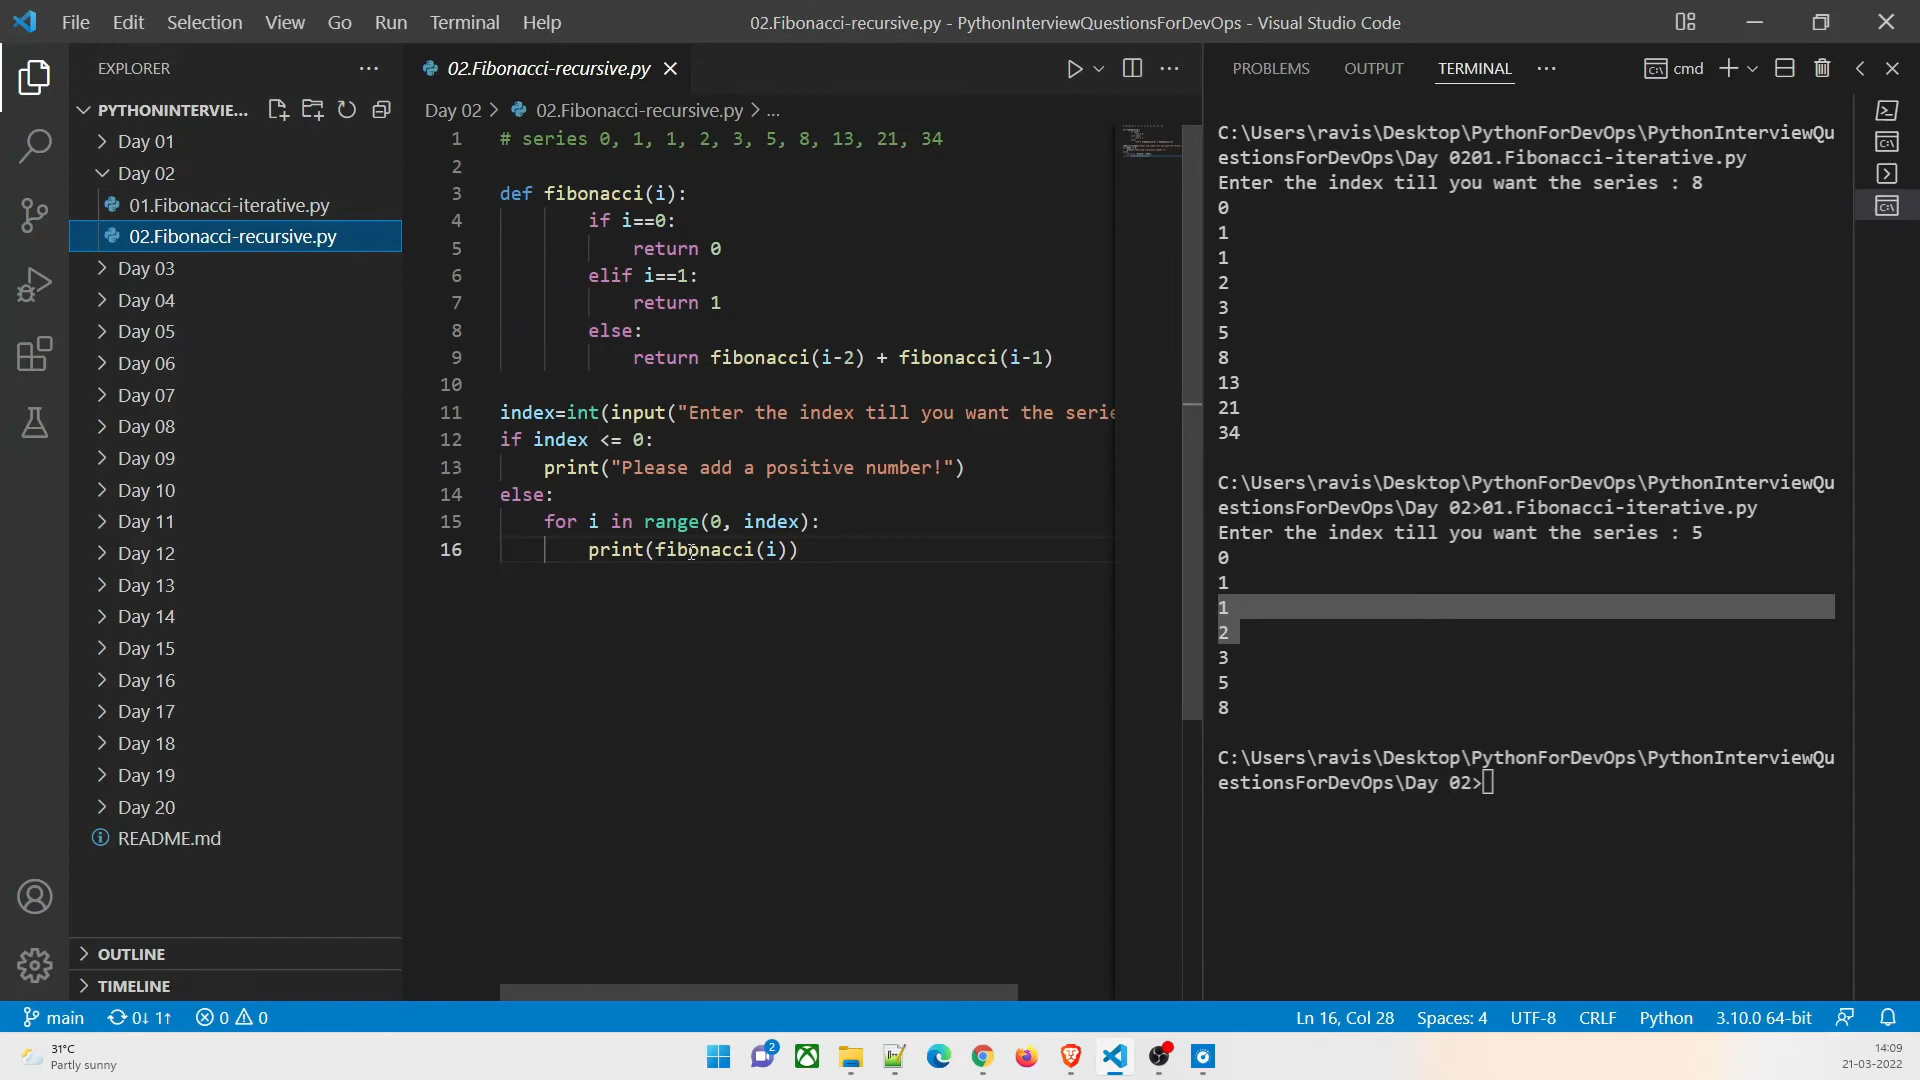 File Edit Selection View Go Run Terminal Help
02.Fibonacci-recursive.py - PythonInterviewQuestionsForDevOps - Visual Studio Code
EXPLORER
PYTHONINTERVIE...
Day 01
Day 02
01.Fibonacci-iterative.py
02.Fibonacci-recursive.py
Day 03
Day 04
Day 05
Day 06
Day 07
Day 08
Day 09
Day 10
Day 11
Day 12
Day 13
Day 14
Day 15
Day 16
Day 17
Day 18
Day 19
Day 20
README.md
OUTLINE
TIMELINE
02.Fibonacci-recursive.py
Day 02 > 02.Fibonacci-recursive.py > ...
1 # series 0, 1, 1, 2, 3, 5, 8, 13, 21, 34
2
3 def fibonacci(i):
4 if i==0:
5 return 0
6 elif i==1:
7 return 1
8 else:
9 return fibonacci(i-2) + fibonacci(i-1)
10
11 index=int(input("Enter the index till you want the serie
12 if index <= 0:
13 print("Please add a positive number!")
14 else:
15 for i in range(0, index):
16 print(fibonacci(i))
PROBLEMS OUTPUT TERMINAL ... cmd
C:\Users\ravis\Desktop\PythonForDevOps\PythonInterviewQu
estionsForDevOps\Day 0201.Fibonacci-iterative.py
Enter the index till you want the series : 8
0
1
1
2
3
5
8
13
21
34
C:\Users\ravis\Desktop\PythonForDevOps\PythonInterviewQu
estionsForDevOps\Day 02>01.Fibonacci-iterative.py
Enter the index till you want the series : 5
0
1
1
2
3
5
8
C:\Users\ravis\Desktop\PythonForDevOps\PythonInterviewQu
estionsForDevOps\Day 02>
main 0↓ 1↑ 0 0
Ln 16, Col 28 Spaces: 4 UTF-8 CRLF Python 3.10.0 64-bit
31°C
Partly sunny
2
14:09
21-03-2022